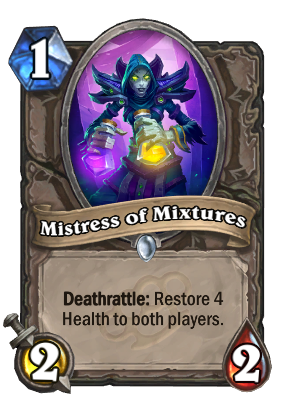 1
Mistress of Mixtures
Deathrattle: Restore 4
Health to both players.
2
2